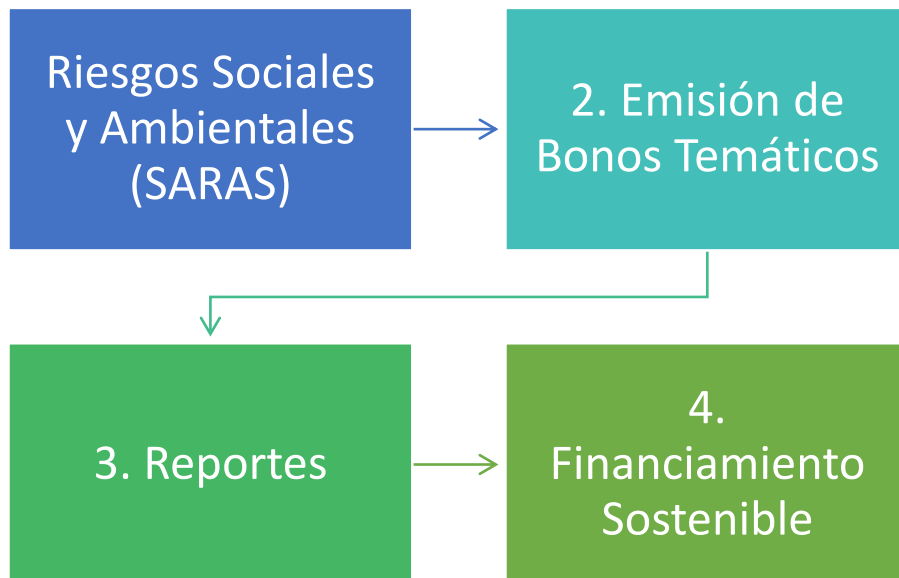 Riesgos Sociales
y Ambientales
(SARAS)
2. Emisión de
Bonos Temáticos
3. Reportes
4.
Financiamiento
Sostenible